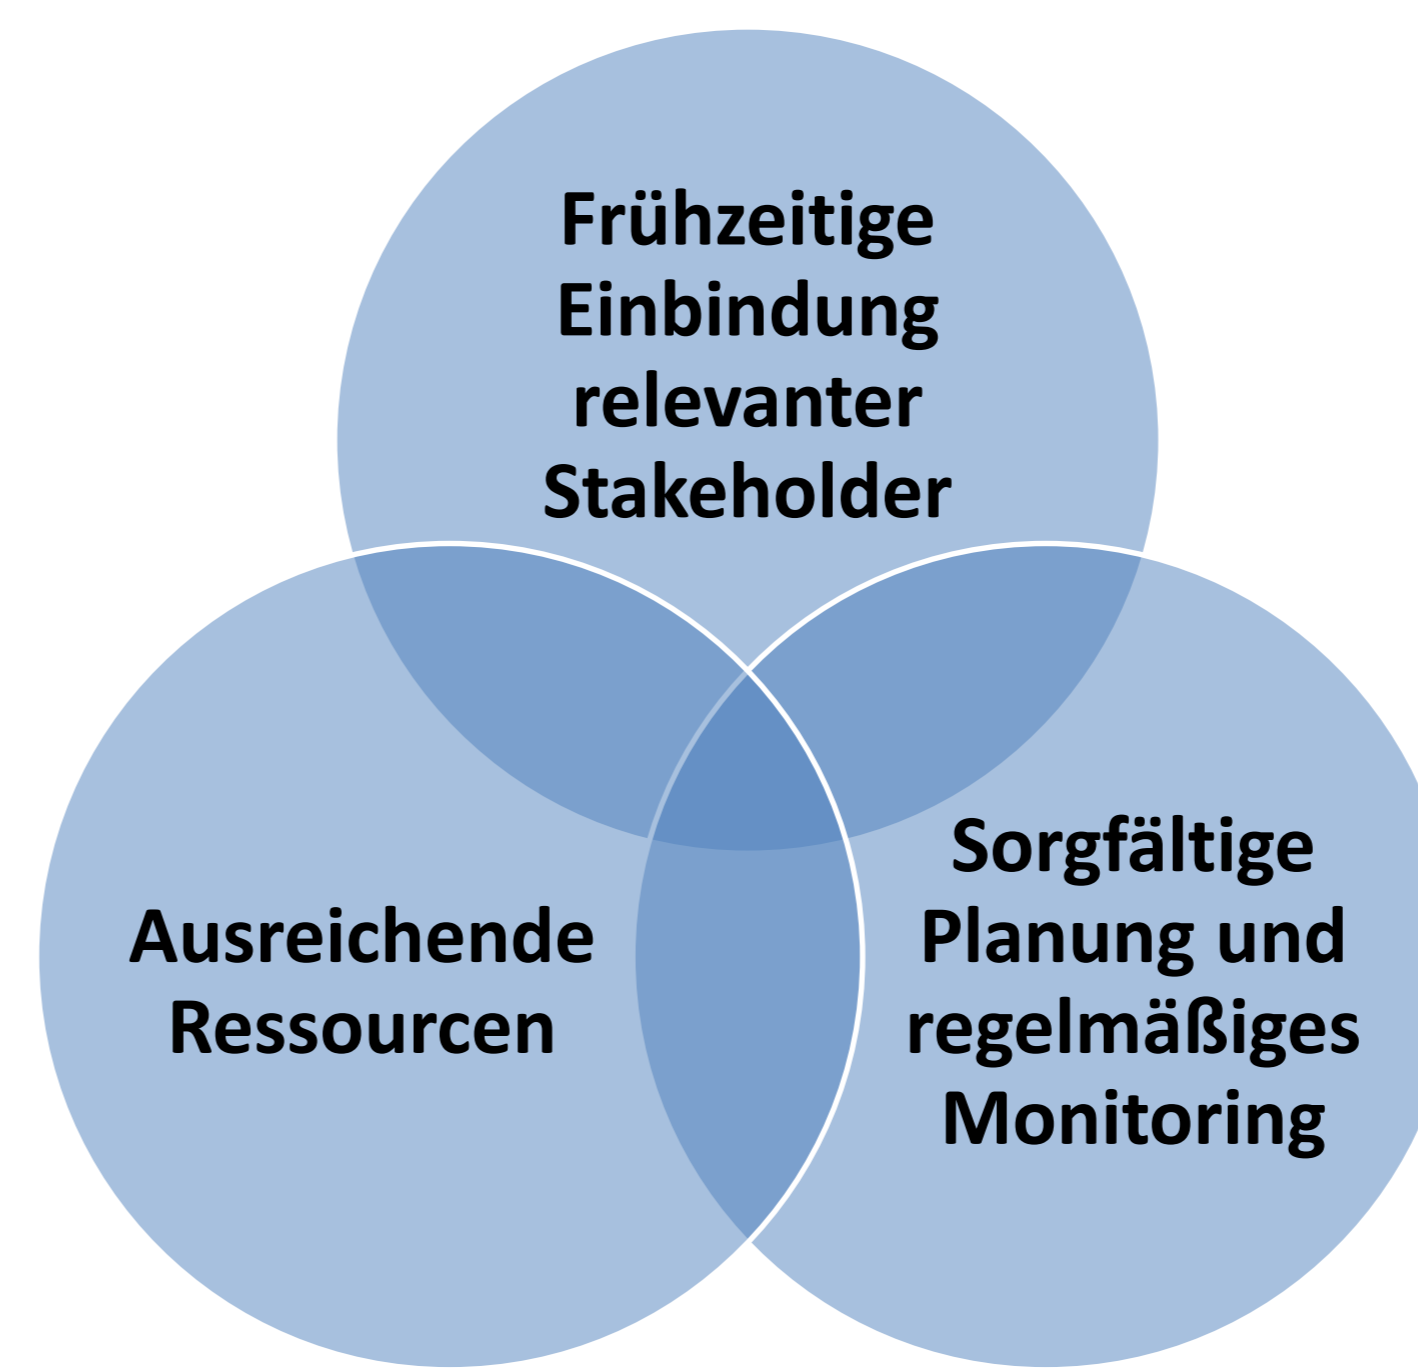 Frühzeitige
Einbindung
relevanter
Stakeholder
Ausreichende
Ressourcen
Sorgfältige
Planung und
regelmäßiges
Monitoring